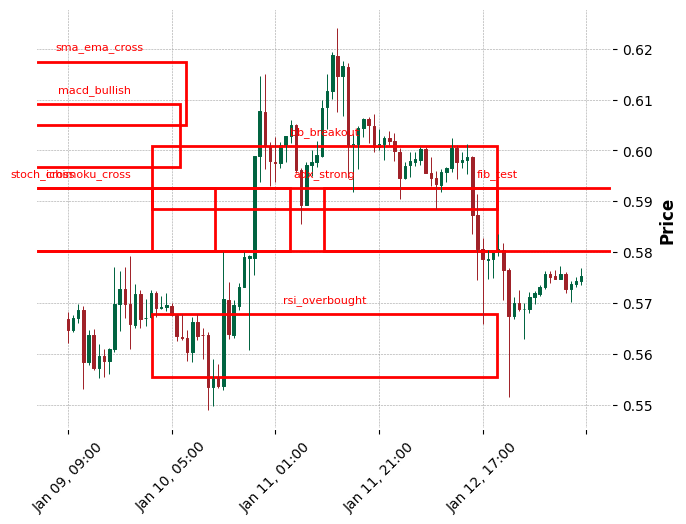 sma_ema_cross
macd_bullish
bb_breakout
stoch_cross
ichimoku_cross
adx_strong
fib_test
rsi_overbought
0.62
0.61
0.60
0.59
0.58
0.57
0.56
0.55
Price
Jan 09, 09:00
Jan 10, 05:00
Jan 11, 01:00
Jan 11, 21:00
Jan 12, 17:00